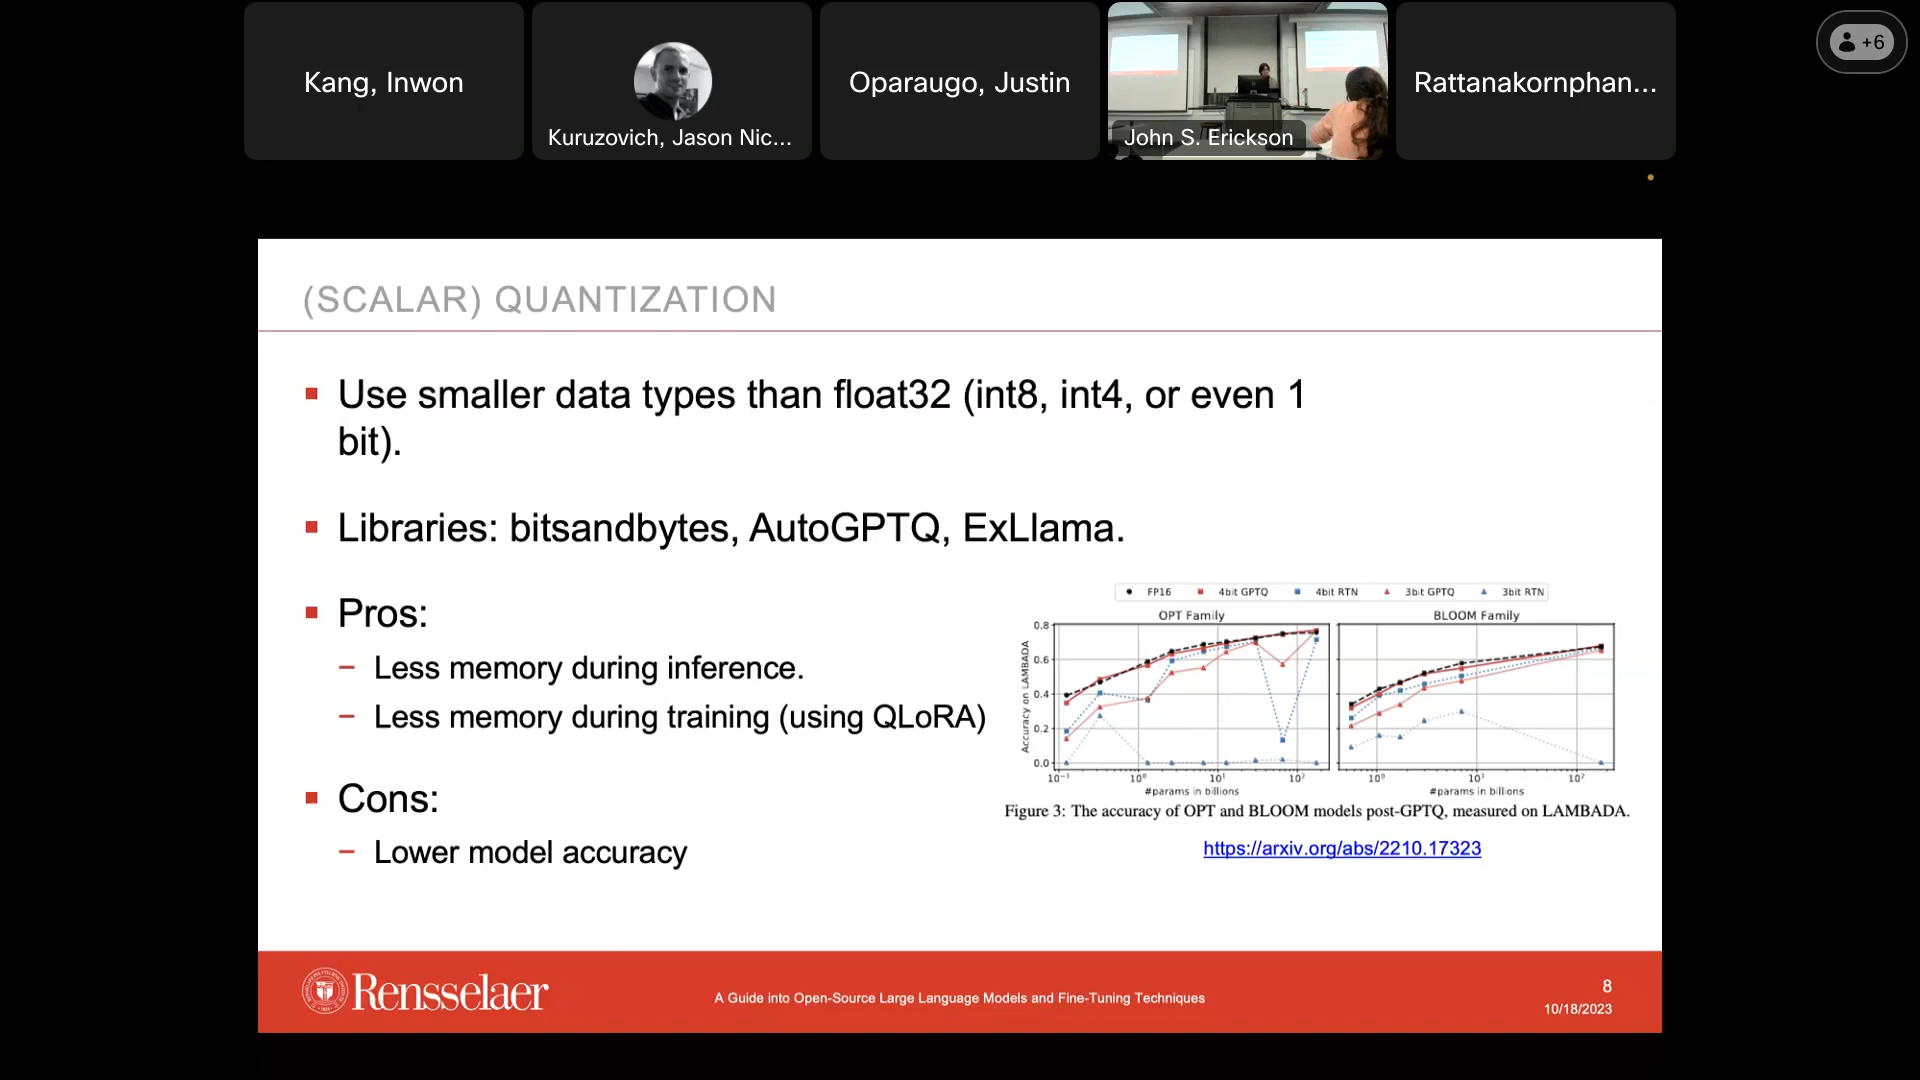 Kang, Inwon
Kuruzovich, Jason Nic...
Oparaugo, Justin
John S. Erickson
Rattanakornphan...
+6
(SCALAR) QUANTIZATION
Use smaller data types than float32 (int8, int4, or even 1
bit).
Libraries: bitsandbytes, AutoGPTQ, ExLlama.
Pros:
– Less memory during inference.
– Less memory during training (using QLoRA)
Cons:
– Lower model accuracy
FP16 4bit GPTQ 4bit RTN 3bit GPTQ 3bit RTN
OPT Family
BLOOM Family
Accuracy on LAMBADA
0.8
0.6
0.4
0.2
0.0
10⁻¹ 10⁰ 10¹ 10²
10⁰ 10¹ 10²
#params in billions
#params in billions
Figure 3: The accuracy of OPT and BLOOM models post-GPTQ, measured on LAMBADA.
https://arxiv.org/abs/2210.17323
Rensselaer
A Guide into Open-Source Large Language Models and Fine-Tuning Techniques
8
10/18/2023